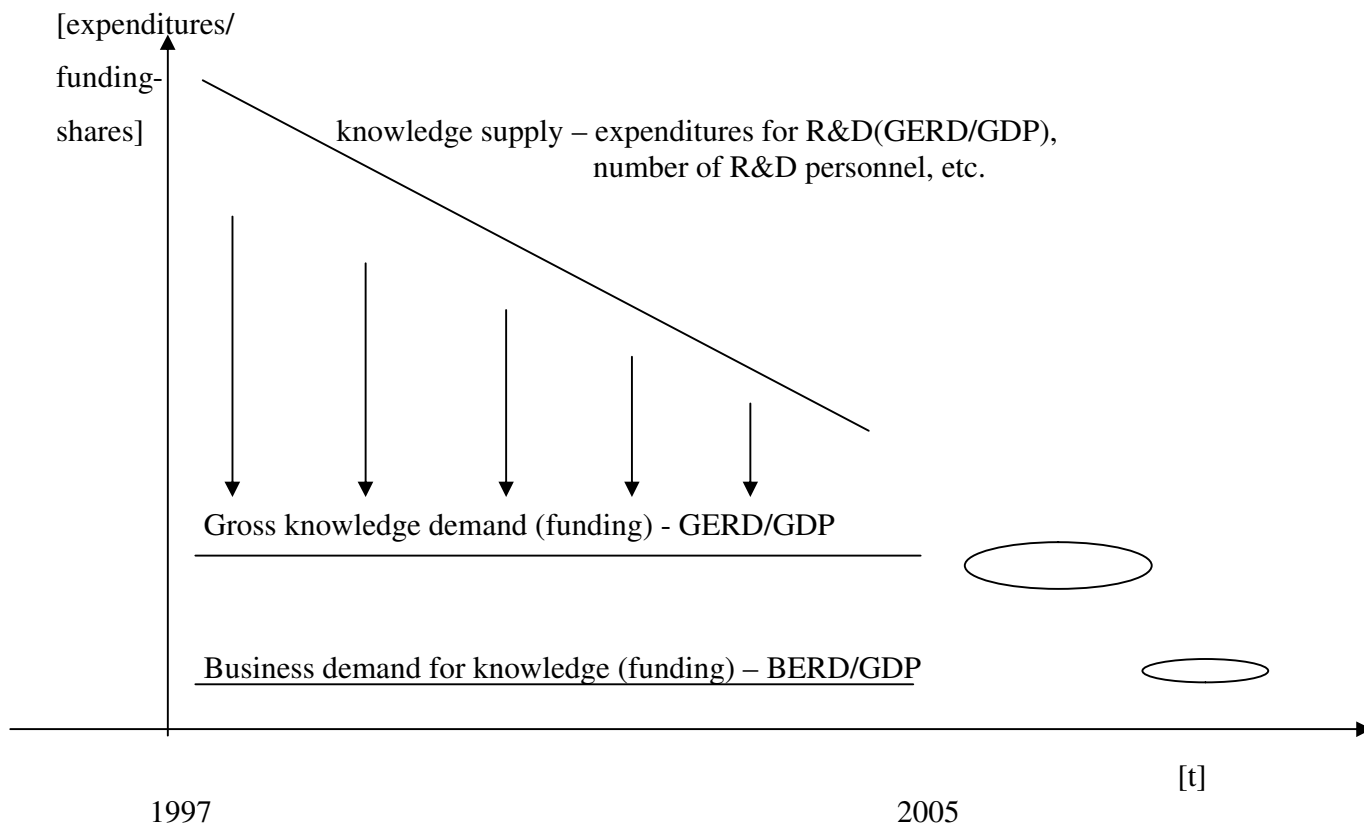 [expenditures/
funding-
shares]
knowledge supply – expenditures for R&D(GERD/GDP),
number of R&D personnel, etc.
Gross knowledge demand (funding) - GERD/GDP
Business demand for knowledge (funding) – BERD/GDP
[t]
1997 2005